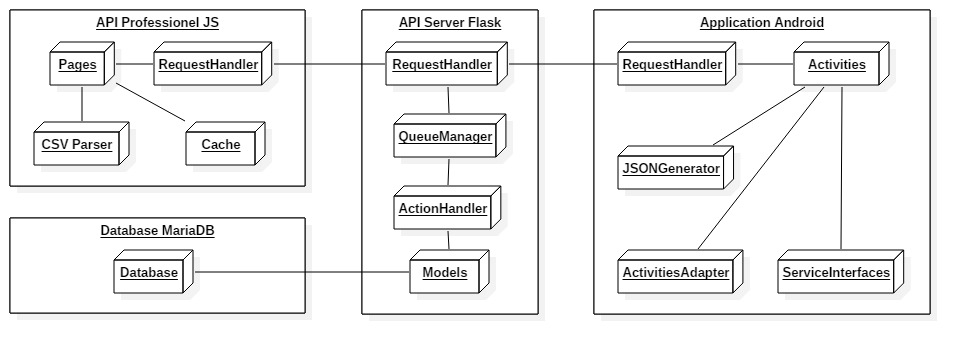 API Professionel JS
Pages
RequestHandler
CSV Parser
Cache
Database MariaDB
Database
API Server Flask
RequestHandler
QueueManager
ActionHandler
Models
Application Android
RequestHandler
Activities
JSONGenerator
ActivitiesAdapter
ServiceInterfaces